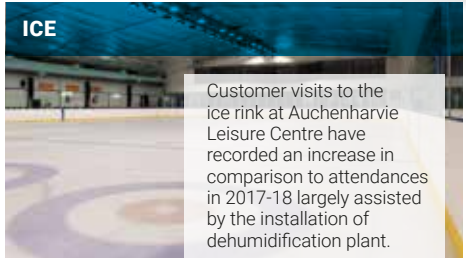 ICE
Customer visits to the
ice rink at Auchenharvie
Leisure Centre have
recorded an increase in
comparison to attendances
in 2017-18 largely assisted
by the installation of
dehumidification plant.